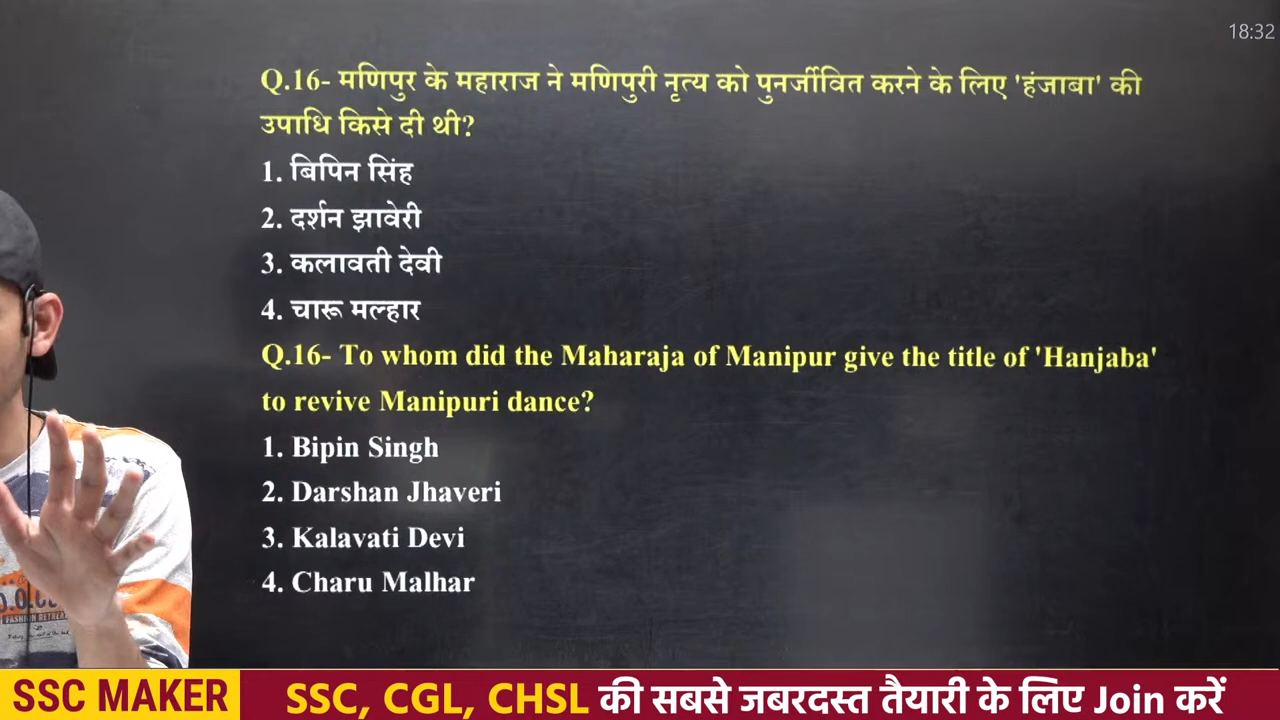 18:32
Q.16- मणिपुर के महाराज ने मणिपुरी नृत्य को पुनर्जीवित करने के लिए 'हंजाबा' की
उपाधि किसे दी थी?
1. बिपिन सिंह
2. दर्शन झावेरी
3. कलावती देवी
4. चारू मल्हार
Q.16- To whom did the Maharaja of Manipur give the title of 'Hanjaba'
to revive Manipuri dance?
1. Bipin Singh
2. Darshan Jhaveri
3. Kalavati Devi
4. Charu Malhar
SSC MAKER
SSC, CGL, CHSL की सबसे जबरदस्त तैयारी के लिए Join करें